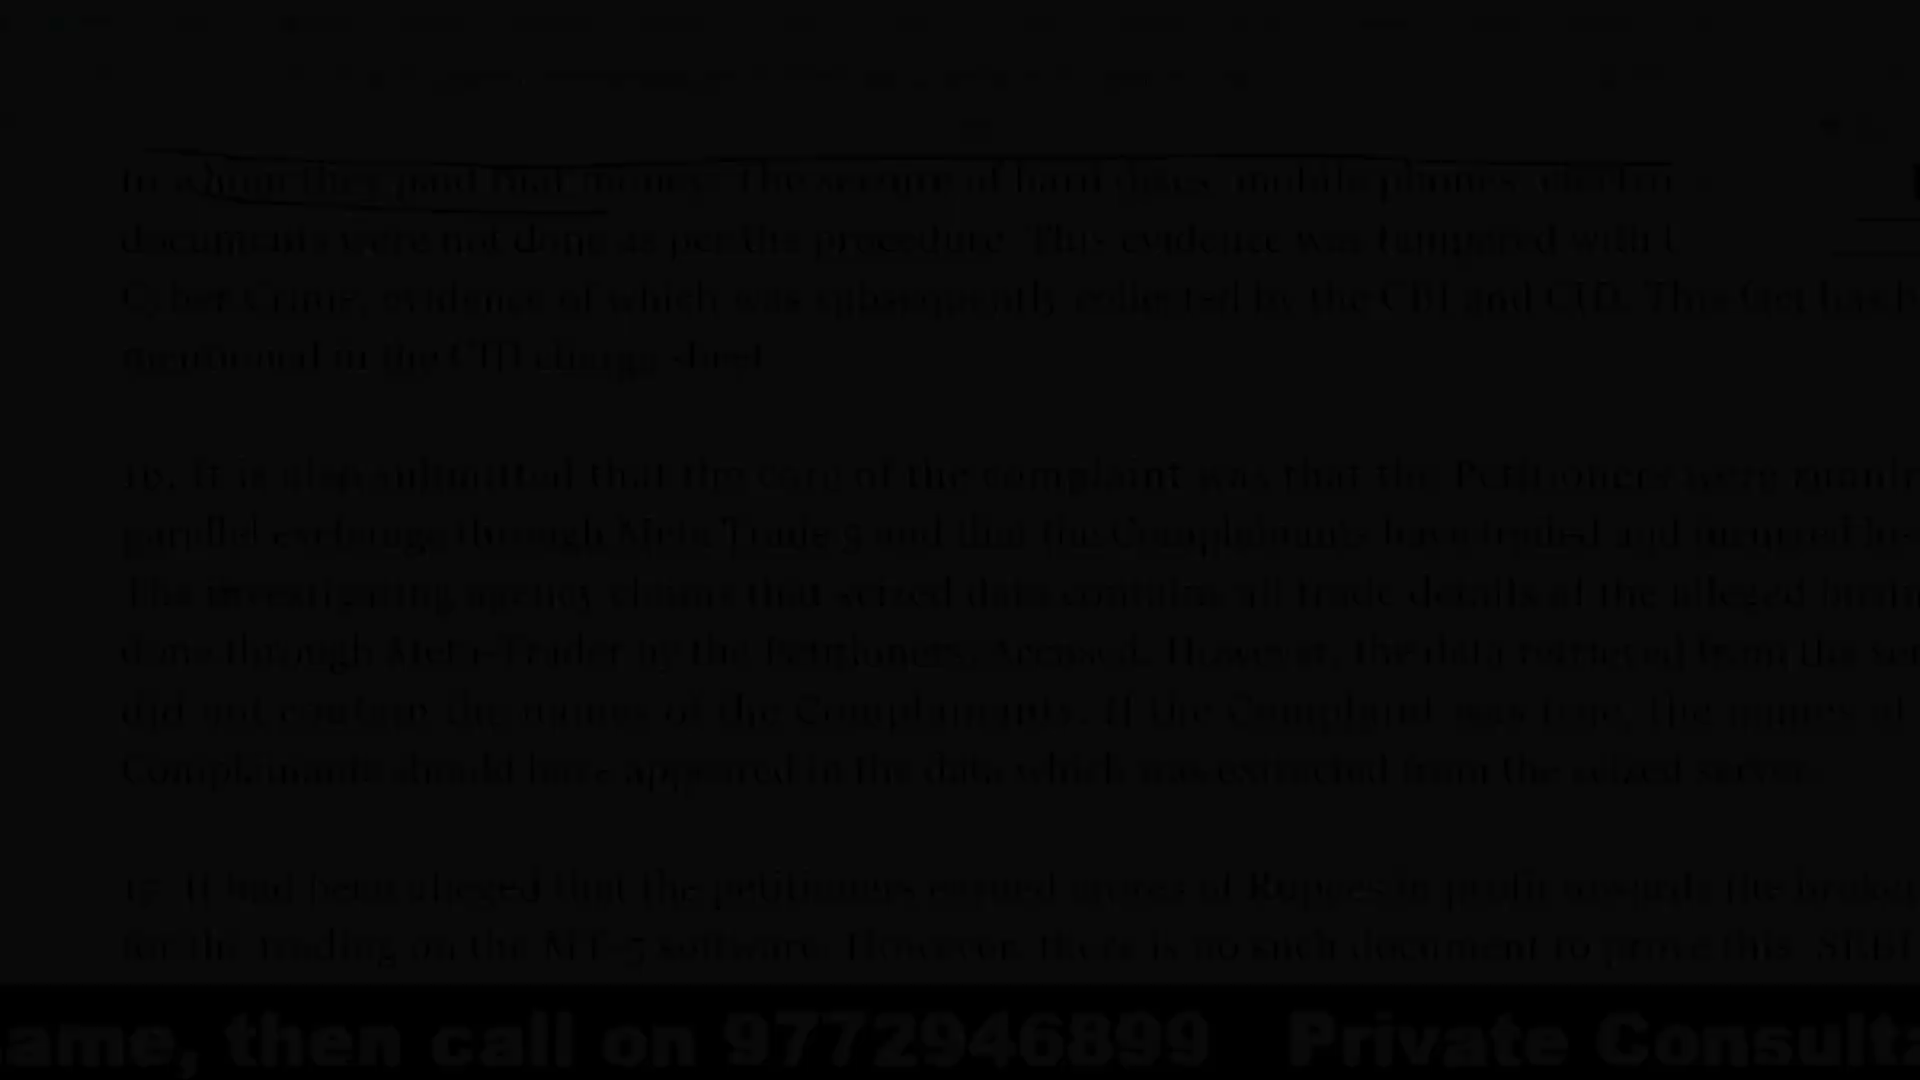 to whom they paid that money. The seizure of hard disks, mobile phones,
documents were not done as per the procedure. This evidence was tampered with
Cyber Crime, evidence of which was subsequently collected by the CBI and CID. This fact has
mentioned in the CID charge sheet
16. It is also submitted that the core of the complaint was that the Petitioners were
parallel exchange through Meta Trade 5 and that the Complainants have traded and incurred
The investigating agency claims that seized data contains all trade details of the alleged
done through Meta-Trader by the Petitioners/Accused. However, the data retrieved from the
did not contain the names of the Complainants. If the Complaint was true, the names of
Complainants should have appeared in the data which was extracted from the seized server.
17. It had been alleged that the petitioners earned crores of Rupees in profit towards the
for the trading on the MT-5 software. However, there is no such document to prove this. SEBI
ame, then call on 9772946899 Private Consulta